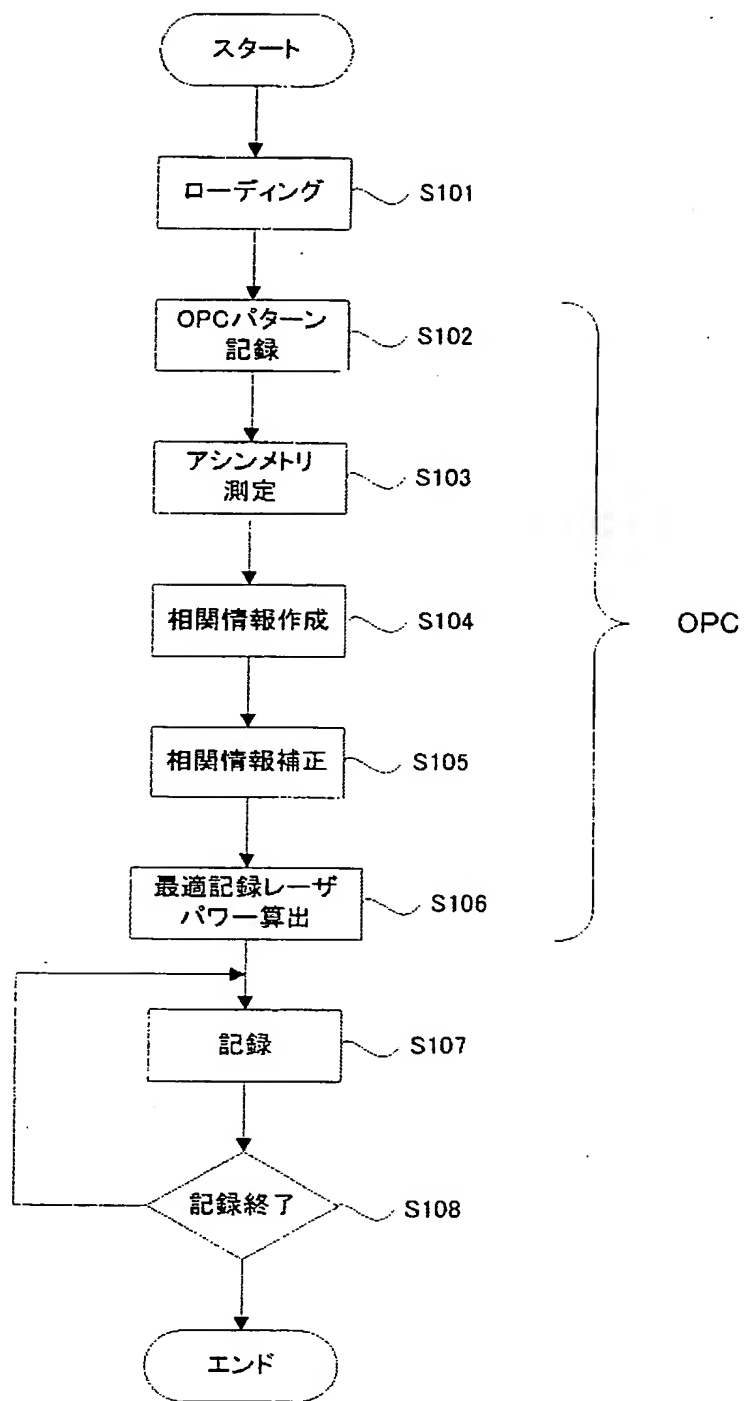 スタート
ローディング
S101
OPCパターン
記録
S102
アシンメトリ
測定
S103
相関情報作成
S104
OPC
相関情報補正
S105
最適記録レーザ
パワー算出
S106
記録
S107
記録終了
S108
エンド